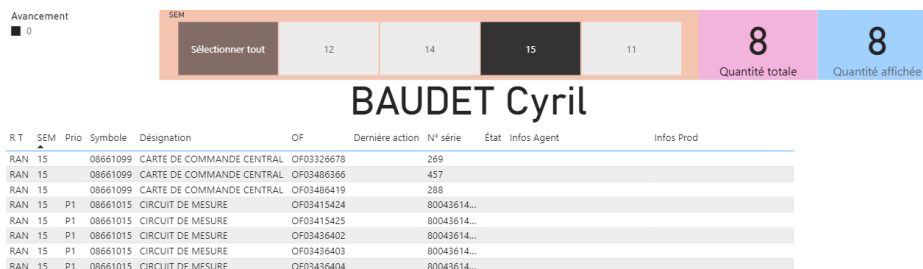 Avancement
0
SEM
Sélectionner tout
12
14
15
11
8
Quantité totale
8
Quantité affichée
BAUDET Cyril
R T SEM Prio Symbole Désignation OF Dernière action N° série État Infos Agent Infos Prod
RAN 15 08661099 CARTE DE COMMANDE CENTRAL OF03326678 269
RAN 15 08661099 CARTE DE COMMANDE CENTRAL OF03486366 457
RAN 15 08661099 CARTE DE COMMANDE CENTRAL OF03486419 288
RAN 15 P1 08661015 CIRCUIT DE MESURE OF03415424 80043614...
RAN 15 P1 08661015 CIRCUIT DE MESURE OF03415425 80043614...
RAN 15 P1 08661015 CIRCUIT DE MESURE OF03436402 80043614...
RAN 15 P1 08661015 CIRCUIT DE MESURE OF03436403 80043614...
RAN 15 P1 08661015 CIRCUIT DE MESURE OF03436404 80043614...